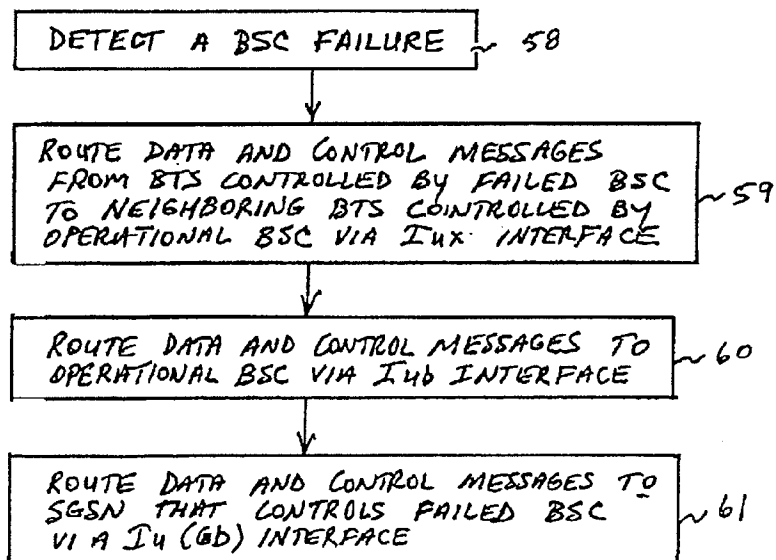 DETECT A BSC FAILURE 58
ROUTE DATA AND CONTROL MESSAGES
FROM BTS CONTROLLED BY FAILED BSC
TO NEIGHBORING BTS COINTROLLED BY
OPERATIONAL BSC VIA Iux INTERFACE
59
ROUTE DATA AND CONTROL MESSAGES TO
OPERATIONAL BSC VIA Iub INTERFACE
60
ROUTE DATA AND CONTROL MESSAGES TO
SGSN THAT CONTROLS FAILED BSC
VIA Iu (Gb) INTERFACE
61